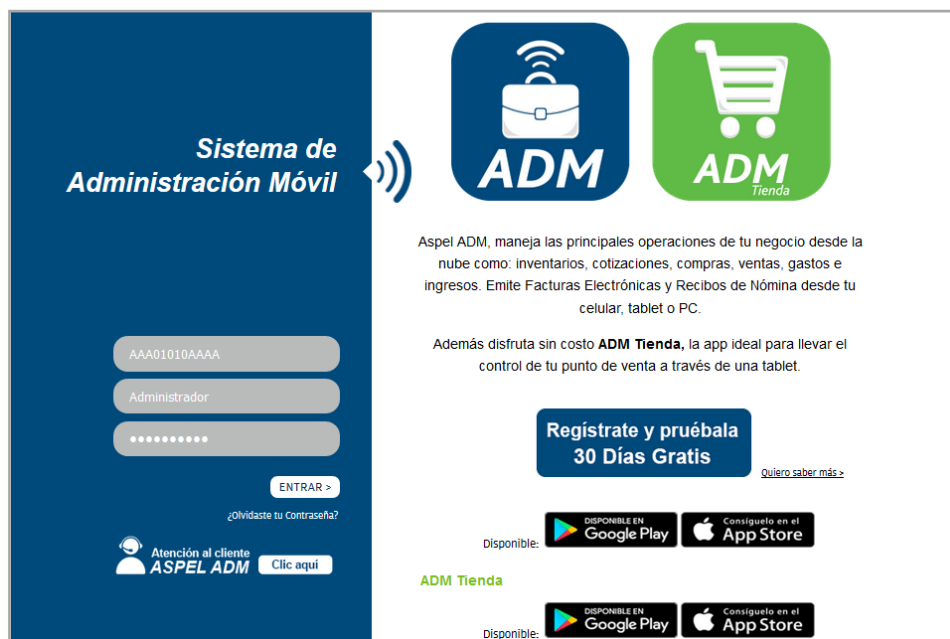 Sistema de
Administración Móvil
AAA01010AAAA
Administrador
••••••••••
ENTRAR >
¿Olvidaste tu Contraseña?
Atención al cliente
ASPEL ADM
Clic aquí
ADM
ADM
Tienda
Aspel ADM, maneja las principales operaciones de tu negocio desde la
nube como: inventarios, cotizaciones, compras, ventas, gastos e
ingresos. Emite Facturas Electrónicas y Recibos de Nómina desde tu
celular, tablet o PC.
Además disfruta sin costo ADM Tienda, la app ideal para llevar el
control de tu punto de venta a través de una tablet.
Regístrate y pruébala
30 Días Gratis
Quiero saber más >
Disponible:
DISPONIBLE EN
Google Play
Consíguelo en el
App Store
ADM Tienda
Disponible:
DISPONIBLE EN
Google Play
Consíguelo en el
App Store